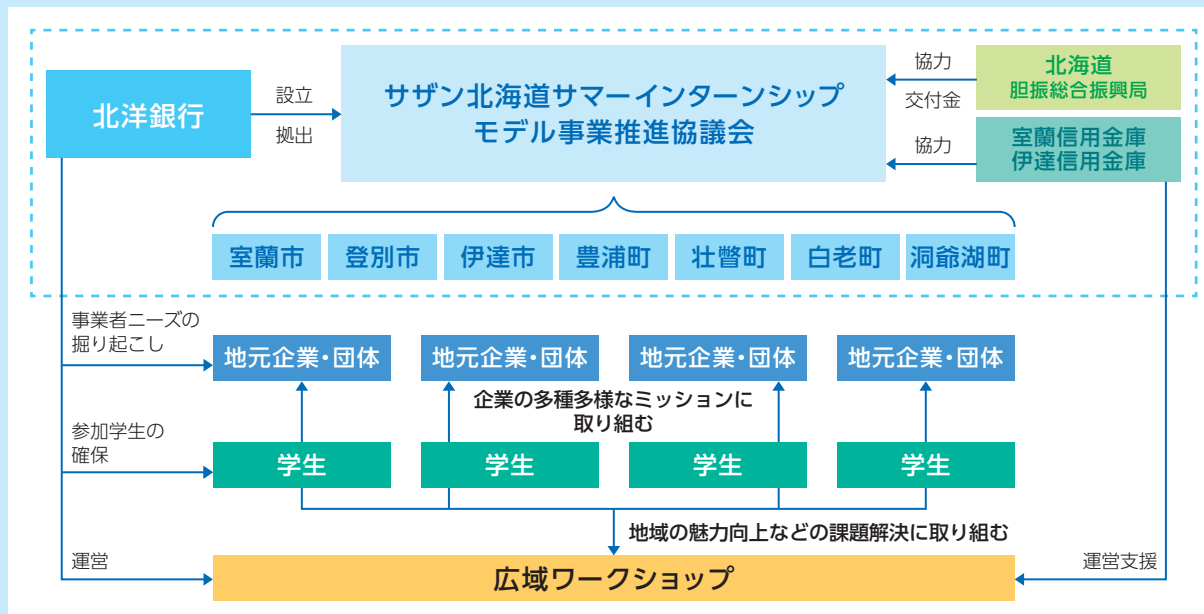 北洋銀行
設立
拠出
サザン北海道サマーインターンシップ
モデル事業推進協議会
協力
交付金
北海道
胆振総合振興局
協力
室蘭信用金庫
伊達信用金庫
室蘭市
登別市
伊達市
豊浦町
壮瞥町
白老町
洞爺湖町
事業者ニーズの
掘り起こし
地元企業・団体
地元企業・団体
地元企業・団体
地元企業・団体
企業の多種多様なミッションに
取り組む
参加学生の
確保
学生
学生
学生
学生
地域の魅力向上などの課題解決に取り組む
運営
広域ワークショップ
運営支援